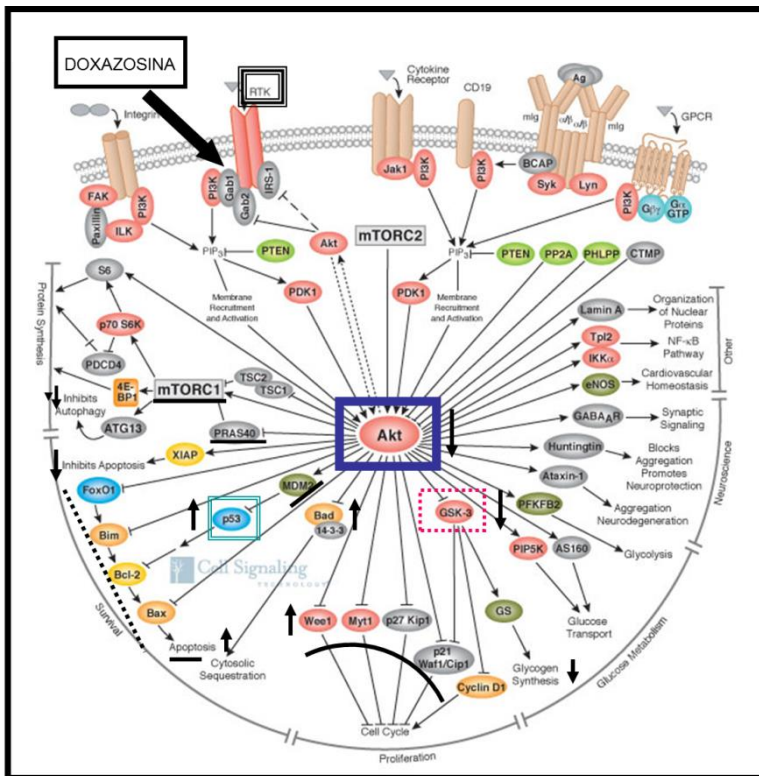 DOXAZOSINA
RTK
Integrin
Cytokine
Receptor
CD19
Ag
mIg
α/β
α/β
mIg
GPCR
FAK
Paxillin
ILK
PI3K
PI3K
Gab1
Gab2
IRS-1
Jak1
PI3K
PI3K
BCAP
Syk
Lyn
PI3K
Gβγ
Gα
GTP
PIP3
PTEN
Akt
mTORC2
PIP3
PTEN
PP2A
PHLPP
CTMP
S6
PDK1
PDK1
Membrane
Recruitment
and Activation
Membrane
Recruitment
and Activation
Protein Synthesis
p70 S6K
PDCD4
4E-
BP1
mTORC1
TSC2
TSC1
Inhibits
Autophagy
ATG13
PRAS40
Akt
Lamin A
Organization
of Nuclear
Proteins
Tpl2
IKKα
NF-κB
Pathway
eNOS
Cardiovascular
Homeostasis
Other
GABAAR
Synaptic
Signaling
Huntingtin
Blocks
Aggregation
Promotes
Neuroprotection
Ataxin-1
Aggregation
Neurodegeneration
Neuroscience
XIAP
Inhibits Apoptosis
FoxO1
MDM2
p53
Bad
14-3-3
GSK-3
PFKFB2
Glycolysis
Bim
Bcl-2
Bax
Cell Signaling
TECHNOLOGY
PIP5K
AS160
Glucose
Transport
Survival
Apoptosis
Cytosolic
Sequestration
Wee1
Myt1
p27 Kip1
p21
Waf1/Cip1
Cyclin D1
GS
Glycogen
Synthesis
Glucose Metabolism
Cell Cycle
Proliferation